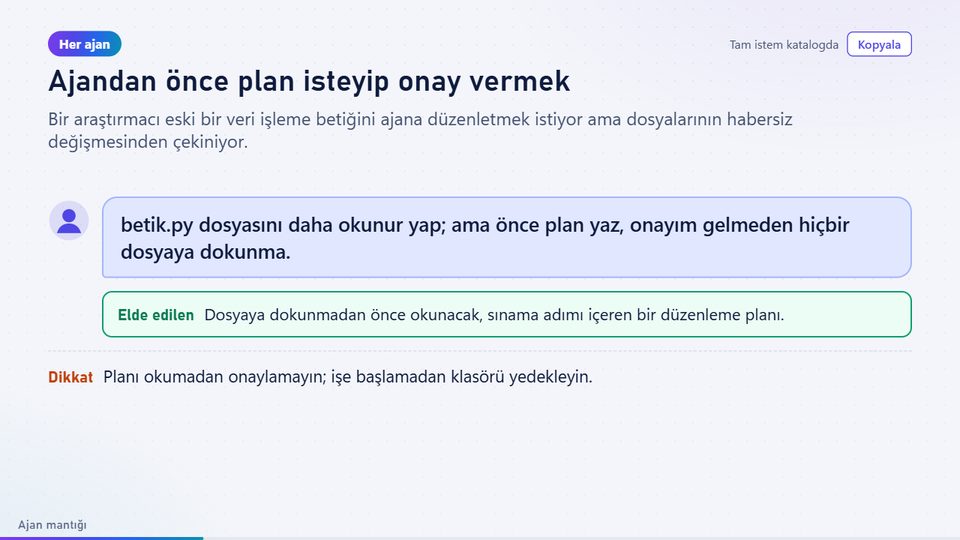 Her ajan
Tam istem katalogda
Kopyala
Ajandan önce plan isteyip onay vermek
Bir araştırmacı eski bir veri işleme betiğini ajana düzenletmek istiyor ama dosyalarının habersiz
değişmesinden çekiniyor.
betik.py dosyasını daha okunur yap; ama önce plan yaz, onayım gelmeden hiçbir
dosyaya dokunma.
Elde edilen Dosyaya dokunmadan önce okunacak, sınama adımı içeren bir düzenleme planı.
Dikkat Planı okumadan onaylamayın; işe başlamadan klasörü yedekleyin.
Ajan mantığı